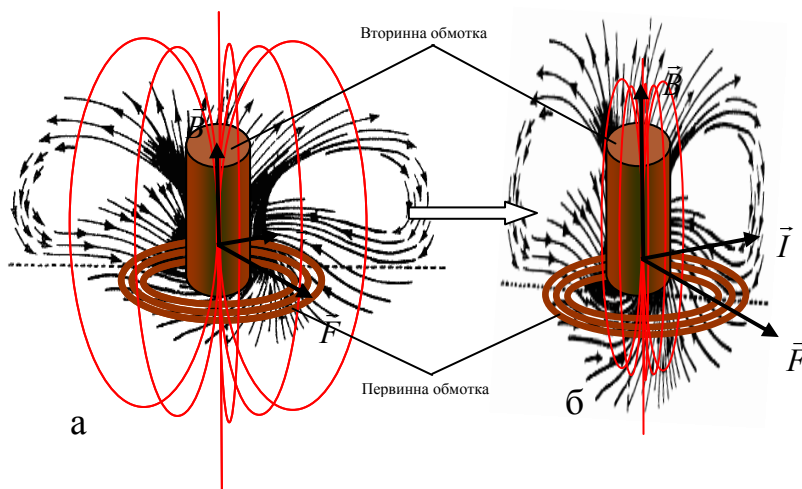 Вторинна обмотка
B⃗
B⃗
I⃗
F⃗
F⃗
Первинна обмотка
а
б